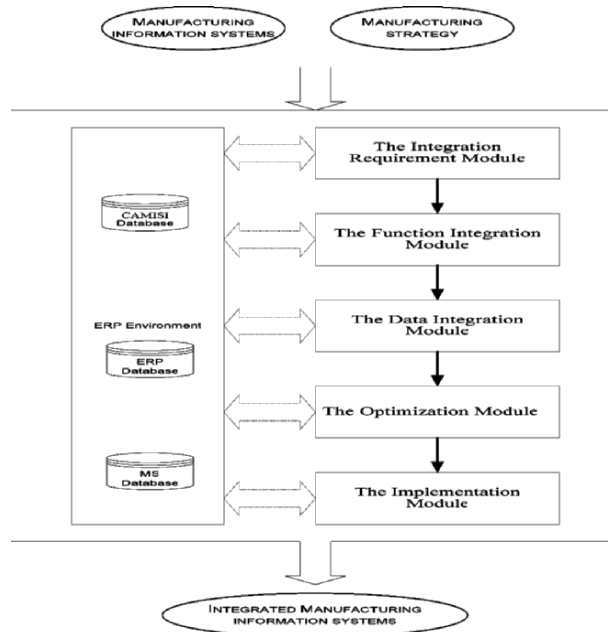 MANUFACTURING
INFORMATION SYSTEMS
MANUFACTURING
STRATEGY
The Integration
Requirement Module
CAMISI
Database
The Function Integration
Module
The Data Integration
Module
ERP Environment
ERP
Database
The Optimization Module
MS
Database
The Implementation
Module
INTEGRATED MANUFACTURING
INFORMATION SYSTEMS